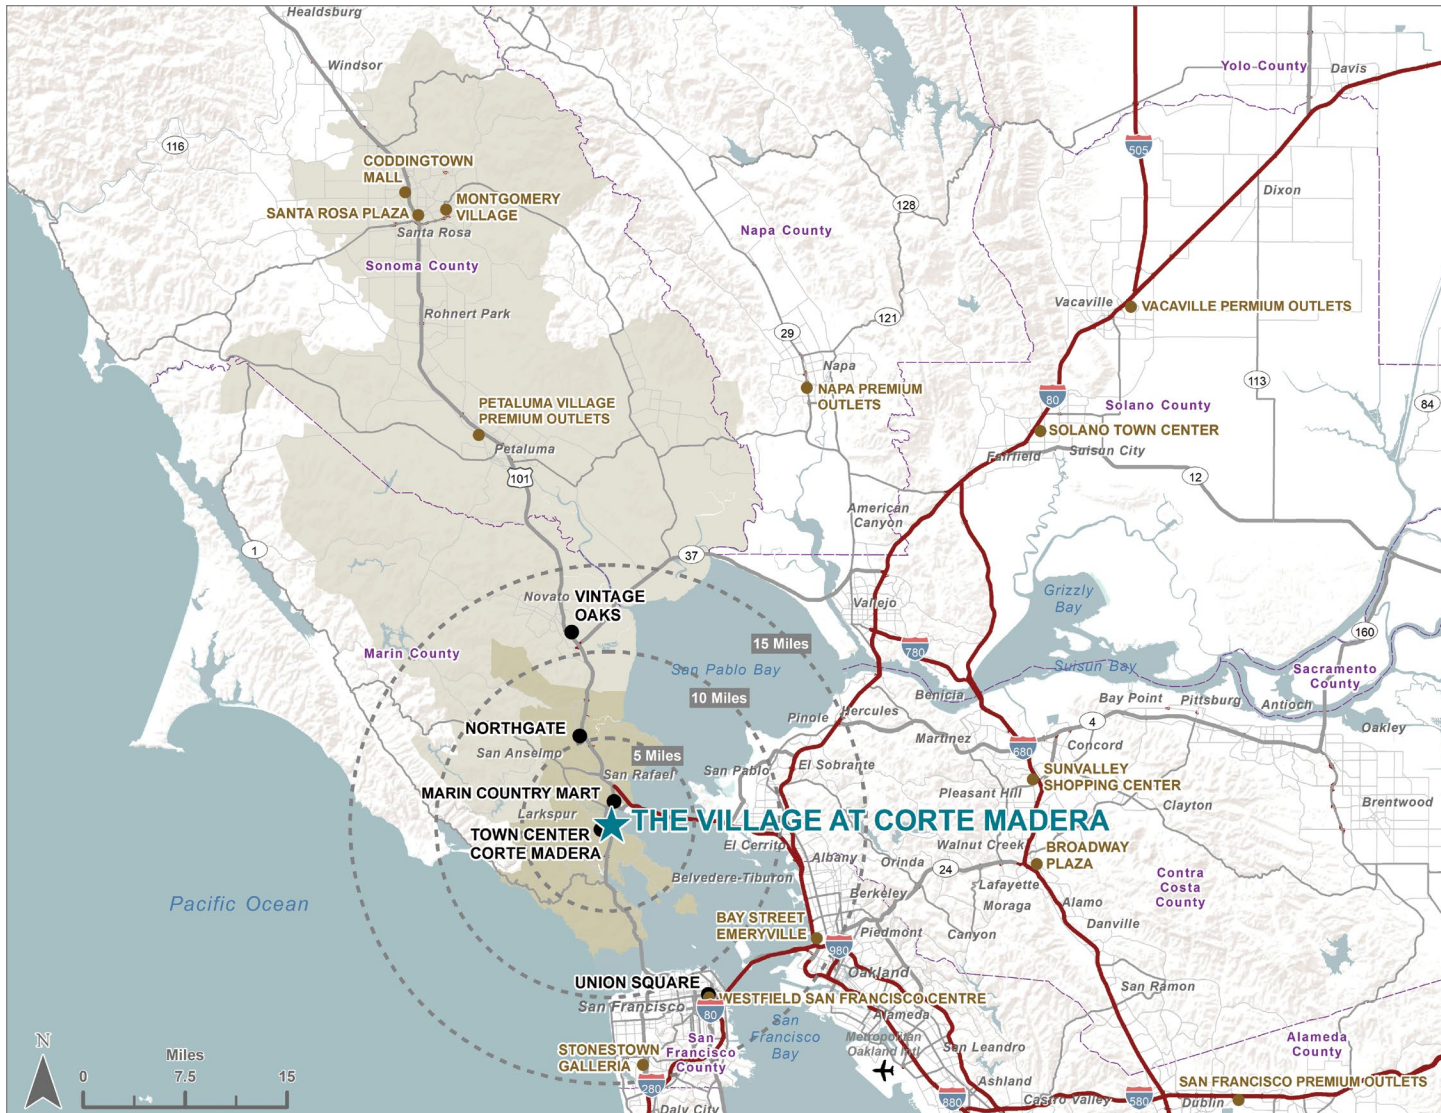 Healdsburg
Windsor
Yolo County
Davis
505
116
CODDINGTOWN
MALL
MONTGOMERY
VILLAGE
SANTA ROSA PLAZA
Santa Rosa
Sonoma County
128
Napa County
Dixon
Rohnert Park
121
29
Napa
Vacaville
VACAVILLE PERMIUM OUTLETS
NAPA PREMIUM
OUTLETS
113
80
Solano County
84
PETALUMA VILLAGE
PREMIUM OUTLETS
Petaluma
101
SOLANO TOWN CENTER
Fairfield
Suisun City
12
American
Canyon
1
37
Novato
VINTAGE
OAKS
Vallejo
Grizzly
Bay
160
15 Miles
780
Marin County
San Pablo Bay
Suisun Bay
Sacramento
County
10 Miles
Benicia
Bay Point
Pittsburg
Antioch
Oakley
Pinole
Hercules
4
NORTHGATE
Martinez
680
Concord
San Anselmo
5 Miles
San Rafael
San Pablo
El Sobrante
SUNVALLEY
SHOPPING CENTER
MARIN COUNTRY MART
Pleasant Hill
Clayton
Brentwood
Larkspur
THE VILLAGE AT CORTE MADERA
TOWN CENTER
CORTE MADERA
El Cerrito
Albany
Orinda
Walnut Creek
BROADWAY
PLAZA
Belvedere-Tiburon
Berkeley
24
Lafayette
Moraga
Alamo
Contra
Costa
County
Pacific Ocean
BAY STREET
EMERYVILLE
Piedmont
Canyon
Danville
980
Oakland
UNION SQUARE
WESTFIELD SAN FRANCISCO CENTRE
San Francisco
80
Alameda
San Ramon
San
Francisco
Bay
Metropolitan
Oakland Intl
San Leandro
San
Francisco
County
Alameda
County
STONESTOWN
GALLERIA
280
Ashland
SAN FRANCISCO PREMIUM OUTLETS
880
Castro Valley
580
Dublin
Daly City
N
Miles
0 7.5 15